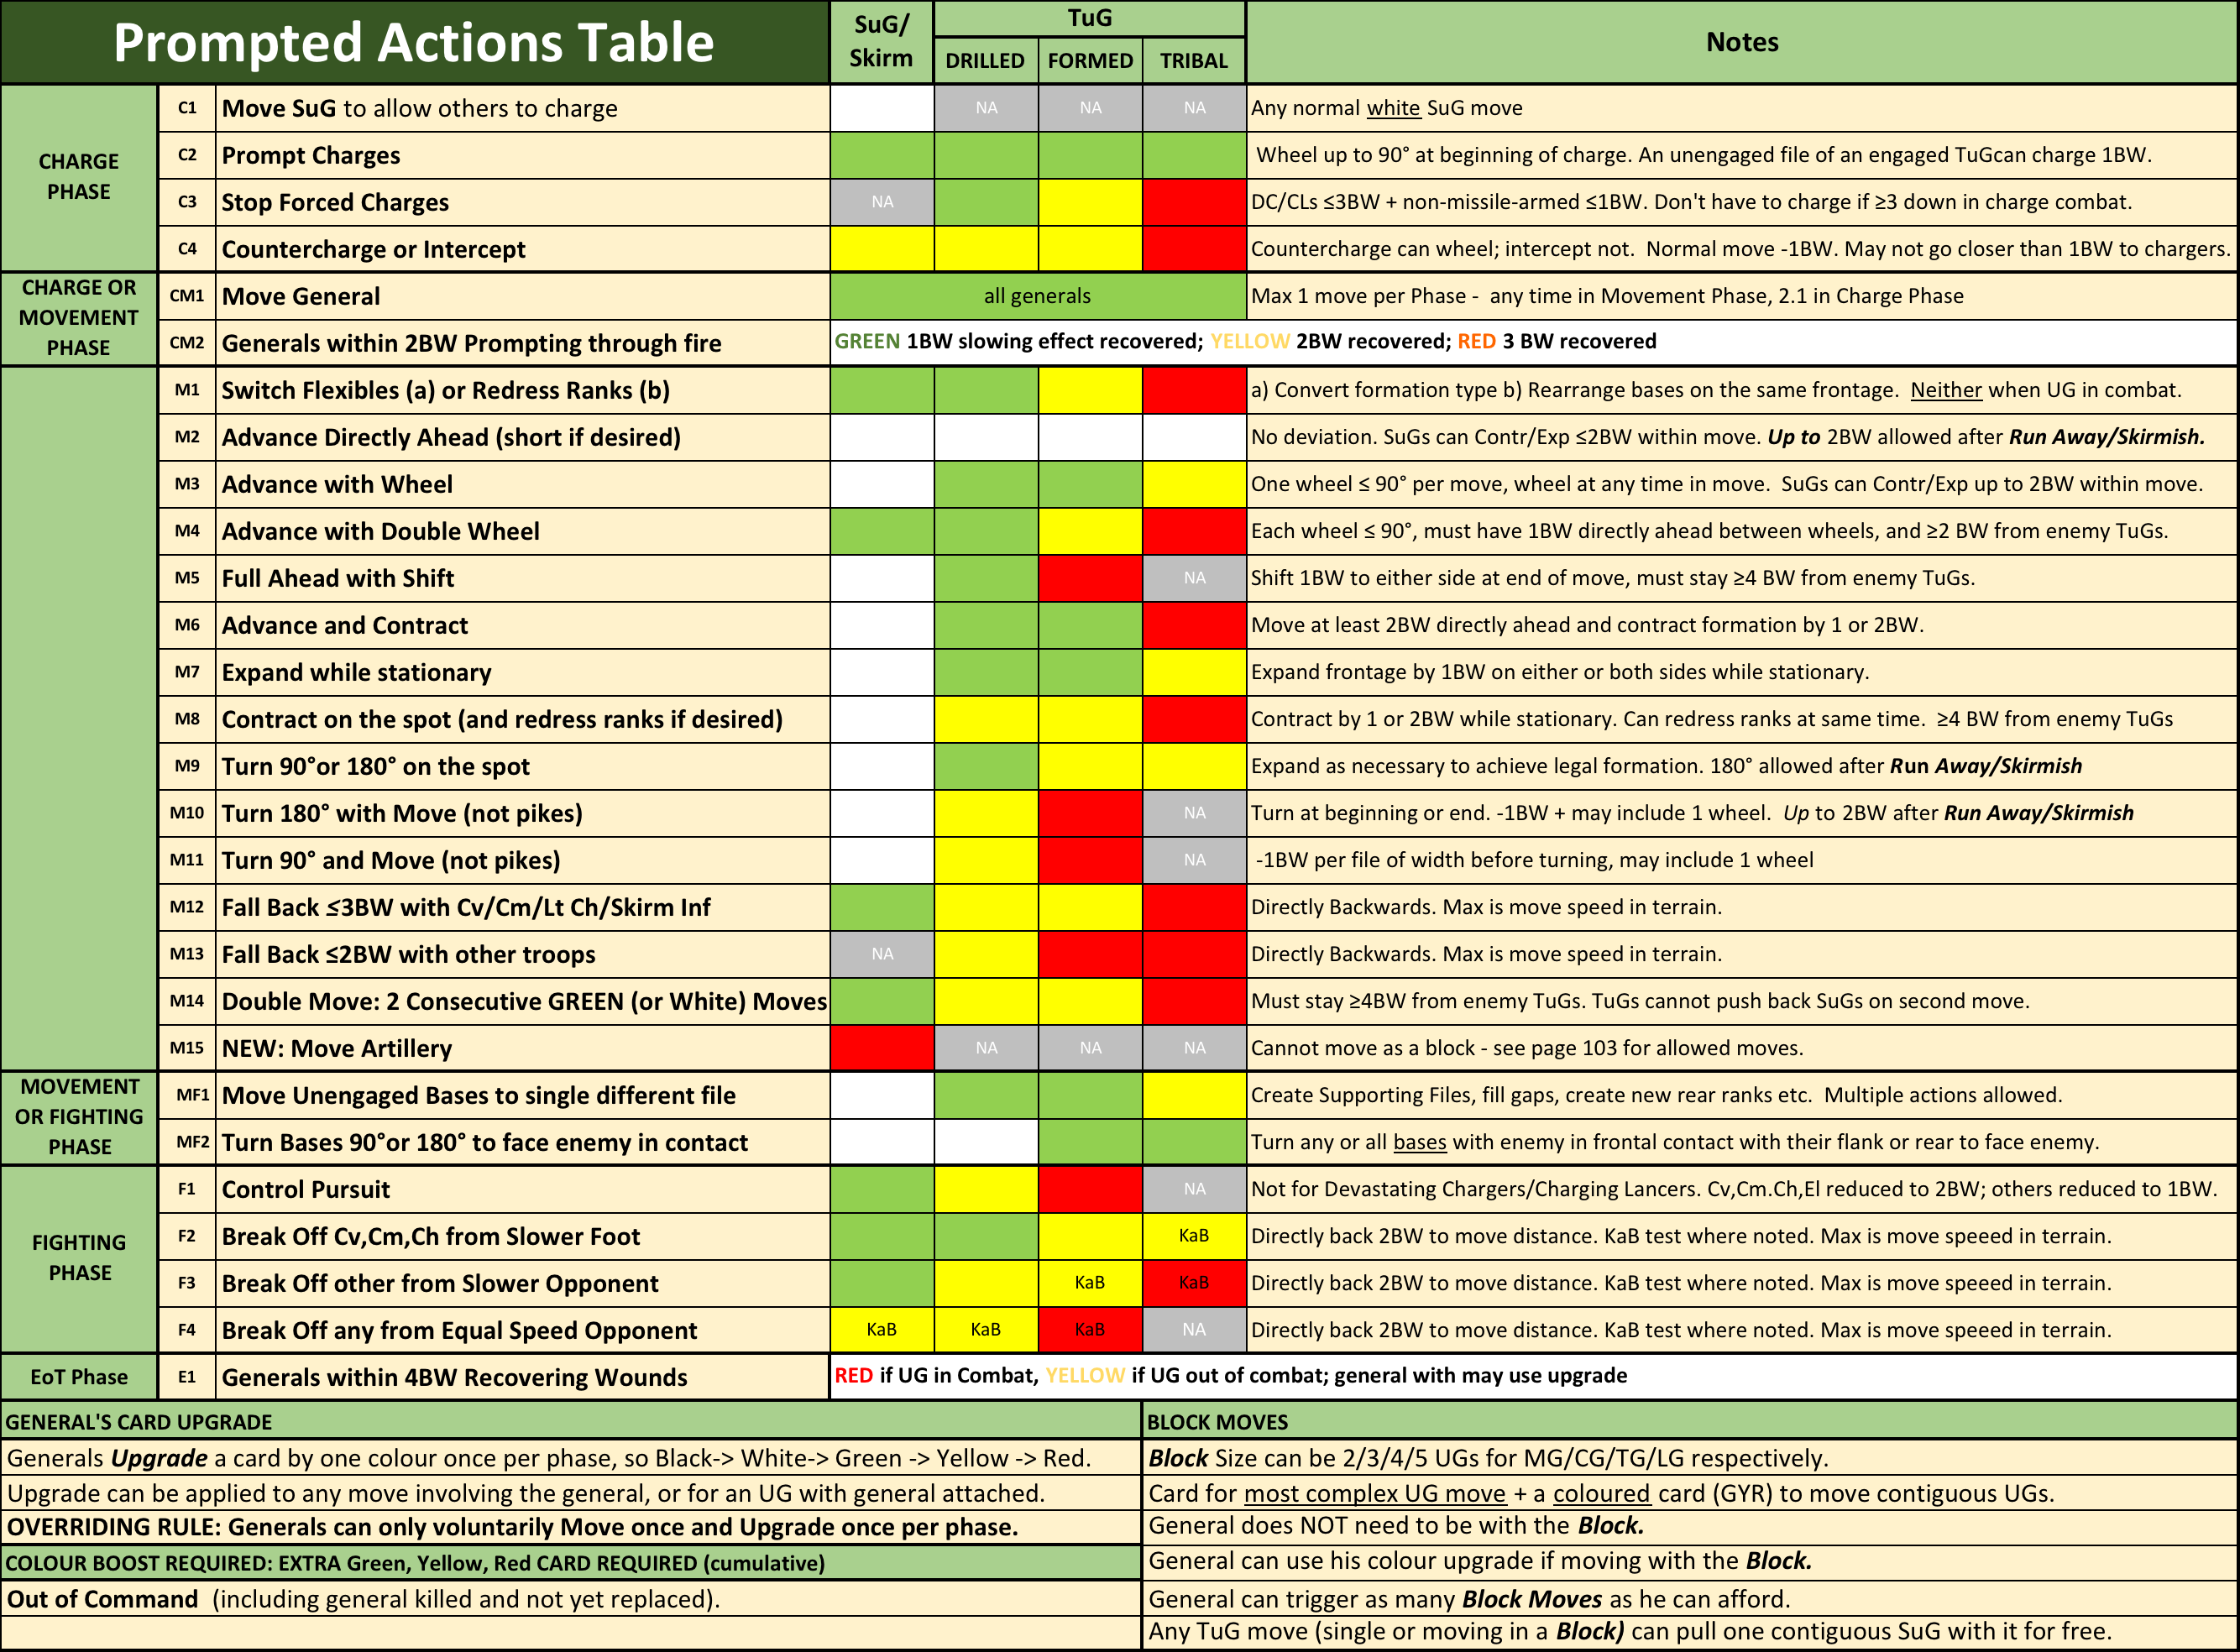 Prompted Actions Table
SuG/
Skirm
TuG
DRILLED FORMED TRIBAL
Notes
CHARGE
PHASE
C1 Move SuG to allow others to charge NA NA NA Any normal white SuG move
C2 Prompt Charges Wheel up to 90° at beginning of charge. An unengaged file of an engaged TuGcan charge 1BW.
C3 Stop Forced Charges NA DC/CLs ≤3BW + non-missile-armed ≤1BW. Don't have to charge if ≥3 down in charge combat.
C4 Countercharge or Intercept Countercharge can wheel; intercept not. Normal move -1BW. May not go closer than 1BW to chargers.
CHARGE OR
MOVEMENT
PHASE
CM1 Move General all generals Max 1 move per Phase - any time in Movement Phase, 2.1 in Charge Phase
CM2 Generals within 2BW Prompting through fire GREEN 1BW slowing effect recovered; YELLOW 2BW recovered; RED 3 BW recovered
M1 Switch Flexibles (a) or Redress Ranks (b) a) Convert formation type b) Rearrange bases on the same frontage. Neither when UG in combat.
M2 Advance Directly Ahead (short if desired) No deviation. SuGs can Contr/Exp ≤2BW within move. Up to 2BW allowed after Run Away/Skirmish.
M3 Advance with Wheel One wheel ≤ 90° per move, wheel at any time in move. SuGs can Contr/Exp up to 2BW within move.
M4 Advance with Double Wheel Each wheel ≤ 90°, must have 1BW directly ahead between wheels, and ≥2 BW from enemy TuGs.
M5 Full Ahead with Shift NA Shift 1BW to either side at end of move, must stay ≥4 BW from enemy TuGs.
M6 Advance and Contract Move at least 2BW directly ahead and contract formation by 1 or 2BW.
M7 Expand while stationary Expand frontage by 1BW on either or both sides while stationary.
M8 Contract on the spot (and redress ranks if desired) Contract by 1 or 2BW while stationary. Can redress ranks at same time. ≥4 BW from enemy TuGs
M9 Turn 90°or 180° on the spot Expand as necessary to achieve legal formation. 180° allowed after Run Away/Skirmish
M10 Turn 180° with Move (not pikes) NA Turn at beginning or end. -1BW + may include 1 wheel. Up to 2BW after Run Away/Skirmish
M11 Turn 90° and Move (not pikes) NA -1BW per file of width before turning, may include 1 wheel
M12 Fall Back ≤3BW with Cv/Cm/Lt Ch/Skirm Inf Directly Backwards. Max is move speed in terrain.
M13 Fall Back ≤2BW with other troops NA Directly Backwards. Max is move speed in terrain.
M14 Double Move: 2 Consecutive GREEN (or White) Moves Must stay ≥4BW from enemy TuGs. TuGs cannot push back SuGs on second move.
M15 NEW: Move Artillery NA NA NA Cannot move as a block - see page 103 for allowed moves.
MOVEMENT
OR FIGHTING
PHASE
MF1 Move Unengaged Bases to single different file Create Supporting Files, fill gaps, create new rear ranks etc. Multiple actions allowed.
MF2 Turn Bases 90°or 180° to face enemy in contact Turn any or all bases with enemy in frontal contact with their flank or rear to face enemy.
FIGHTING
PHASE
F1 Control Pursuit NA Not for Devastating Chargers/Charging Lancers. Cv,Cm.Ch,El reduced to 2BW; others reduced to 1BW.
F2 Break Off Cv,Cm,Ch from Slower Foot KaB Directly back 2BW to move distance. KaB test where noted. Max is move speeed in terrain.
F3 Break Off other from Slower Opponent KaB KaB Directly back 2BW to move distance. KaB test where noted. Max is move speeed in terrain.
F4 Break Off any from Equal Speed Opponent KaB KaB KaB NA Directly back 2BW to move distance. KaB test where noted. Max is move speeed in terrain.
EoT Phase E1 Generals within 4BW Recovering Wounds RED if UG in Combat, YELLOW if UG out of combat; general with may use upgrade
GENERAL'S CARD UPGRADE
Generals Upgrade a card by one colour once per phase, so Black-> White-> Green -> Yellow -> Red.
Upgrade can be applied to any move involving the general, or for an UG with general attached.
OVERRIDING RULE: Generals can only voluntarily Move once and Upgrade once per phase.
COLOUR BOOST REQUIRED: EXTRA Green, Yellow, Red CARD REQUIRED (cumulative)
Out of Command (including general killed and not yet replaced).
BLOCK MOVES
Block Size can be 2/3/4/5 UGs for MG/CG/TG/LG respectively.
Card for most complex UG move + a coloured card (GYR) to move contiguous UGs.
General does NOT need to be with the Block.
General can use his colour upgrade if moving with the Block.
General can trigger as many Block Moves as he can afford.
Any TuG move (single or moving in a Block) can pull one contiguous SuG with it for free.